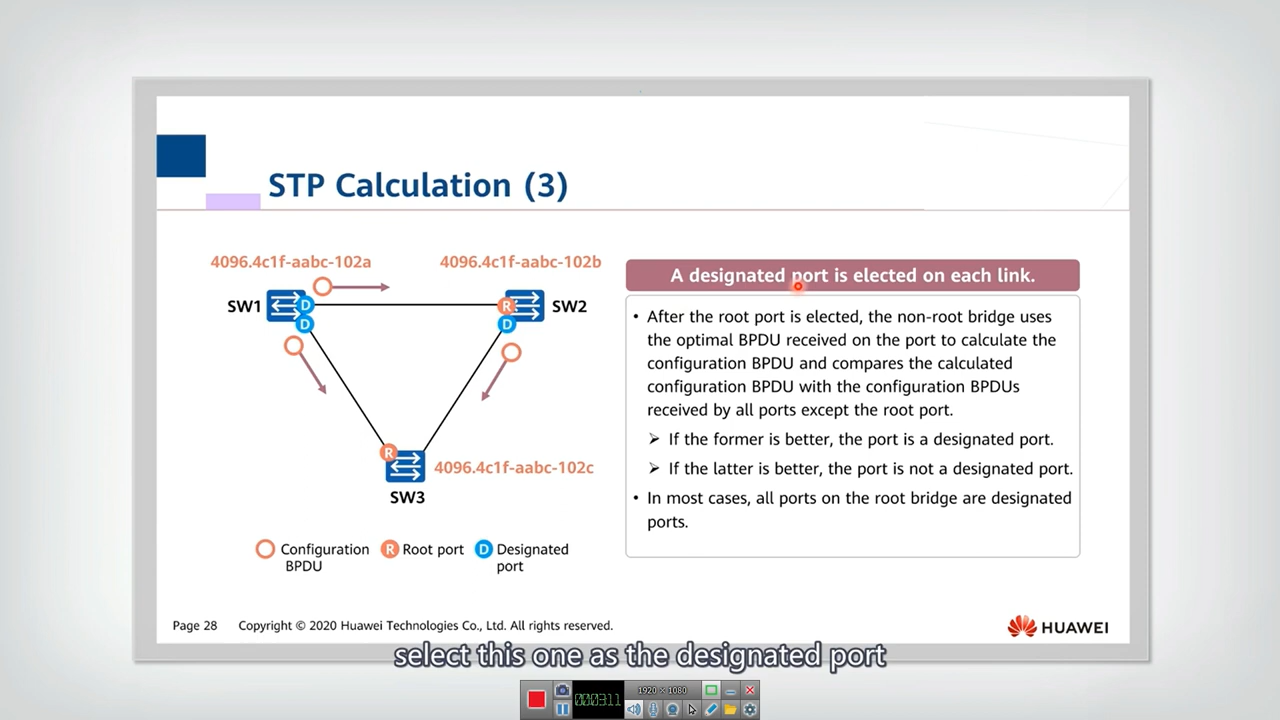 STP Calculation (3)
4096.4c1f-aabc-102a
4096.4c1f-aabc-102b
SW1
D
D
R
D
SW2
R
4096.4c1f-aabc-102c
SW3
Configuration
BPDU
R
Root port
D
Designated
port
A designated port is elected on each link.
• After the root port is elected, the non-root bridge uses
the optimal BPDU received on the port to calculate the
configuration BPDU and compares the calculated
configuration BPDU with the configuration BPDUs
received by all ports except the root port.
➢ If the former is better, the port is a designated port.
➢ If the latter is better, the port is not a designated port.
• In most cases, all ports on the root bridge are designated
ports.
Page 28
Copyright © 2020 Huawei Technologies Co., Ltd. All rights reserved.
HUAWEI
select this one as the designated port
000311
1920 × 1080